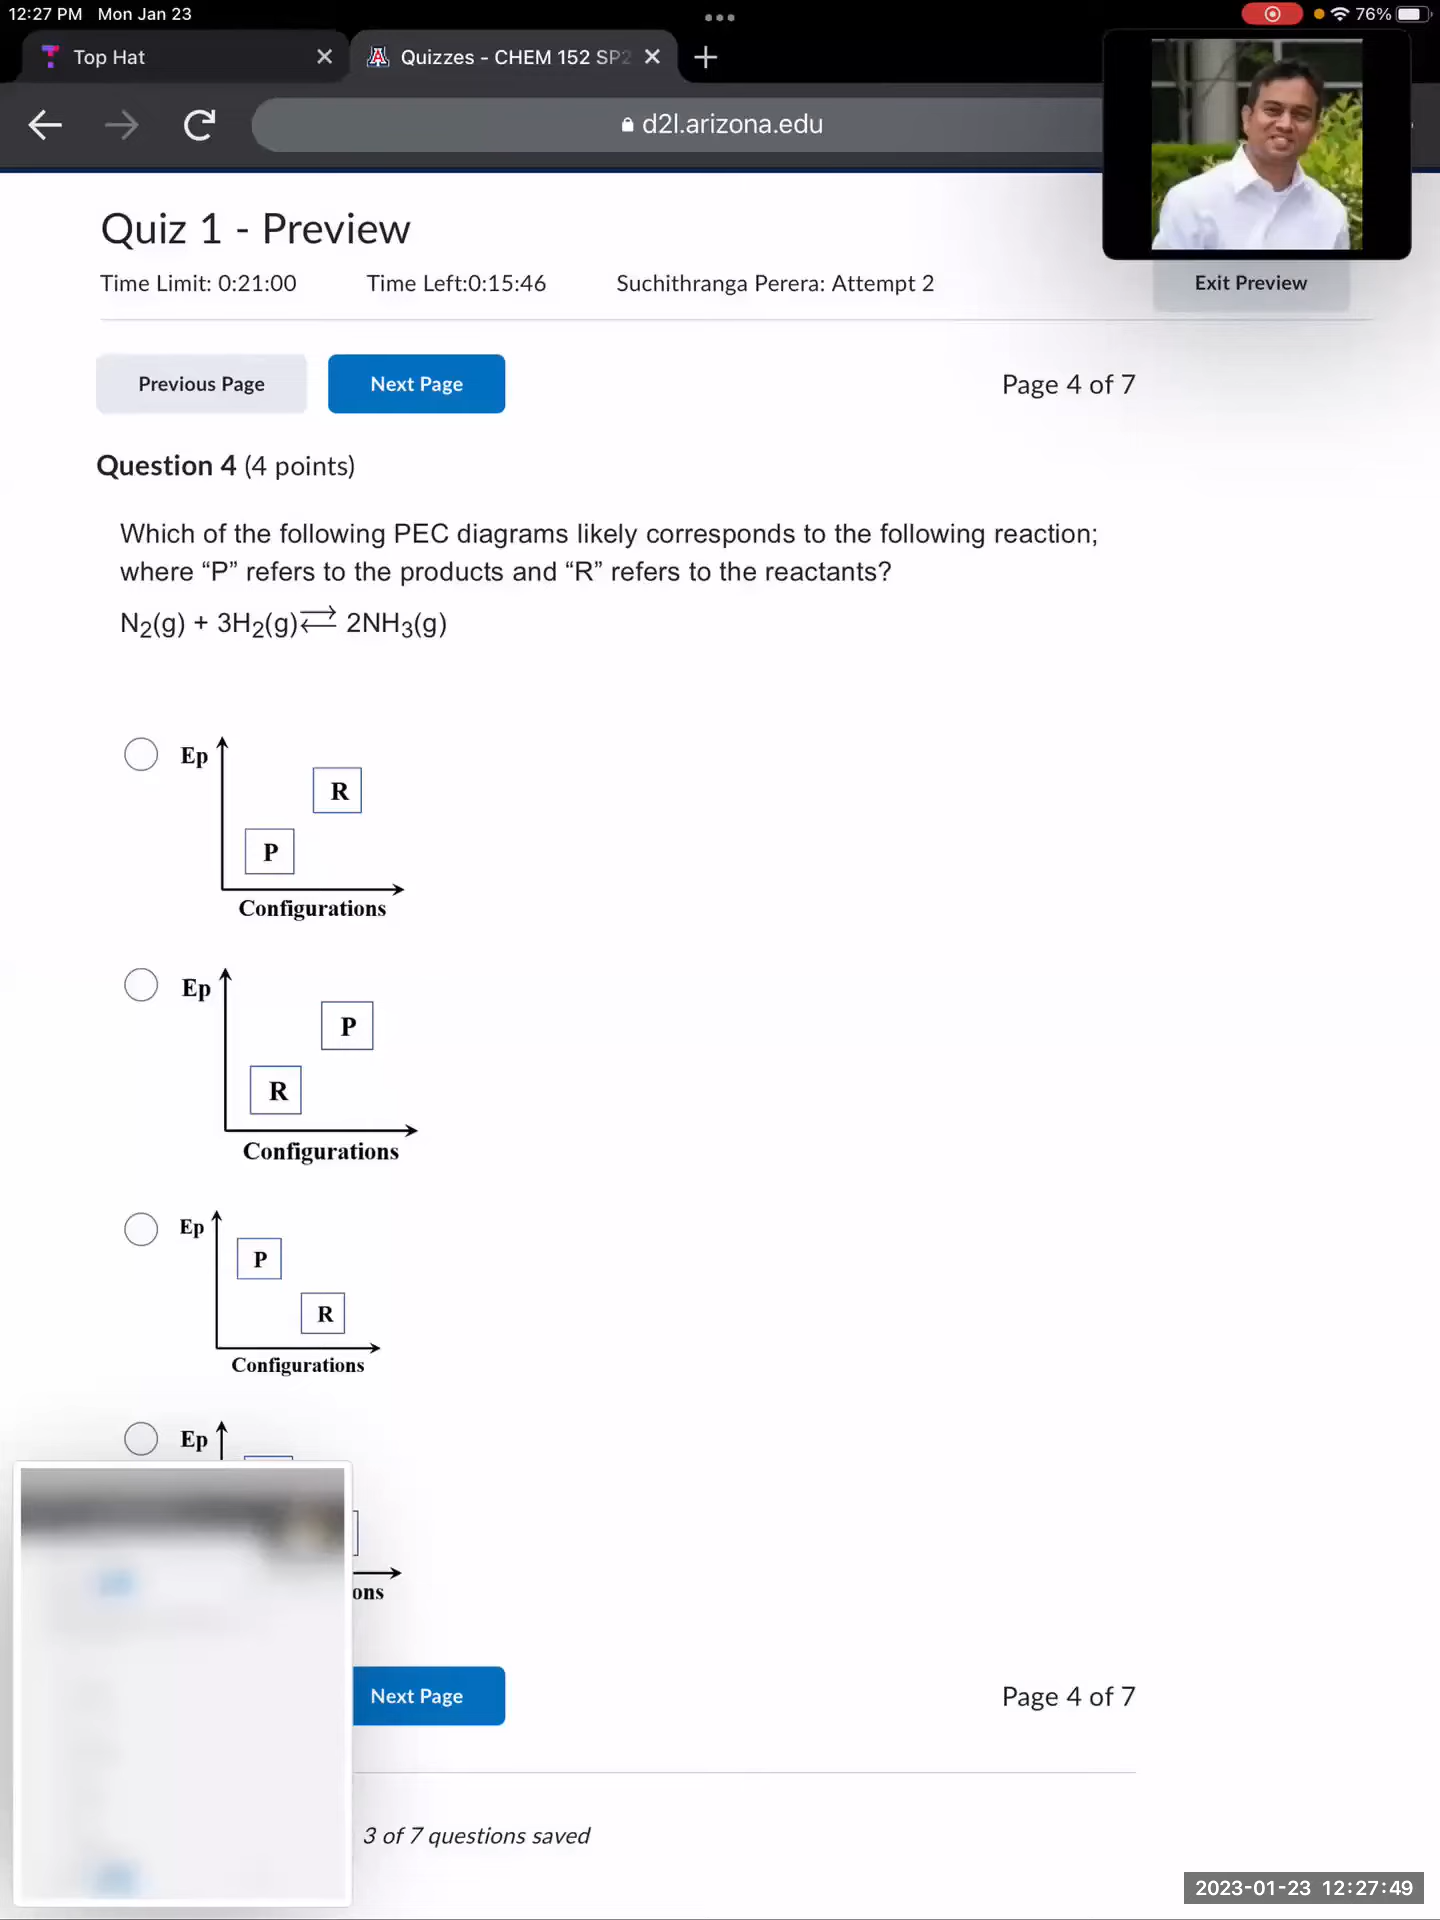 12:27 PM Mon Jan 23
76%
Top Hat
Quizzes - CHEM 152 SP2
d2l.arizona.edu
Quiz 1 - Preview
Time Limit: 0:21:00 Time Left:0:15:46 Suchithranga Perera: Attempt 2
Exit Preview
Previous Page Next Page Page 4 of 7
Question 4 (4 points)
Which of the following PEC diagrams likely corresponds to the following reaction;
where “P” refers to the products and “R” refers to the reactants?
N2(g) + 3H2(g)⇄ 2NH3(g)
Ep
R
P
Configurations
Ep
P
R
Configurations
Ep
P
R
Configurations
Ep
ons
Next Page Page 4 of 7
3 of 7 questions saved
2023-01-23 12:27:49